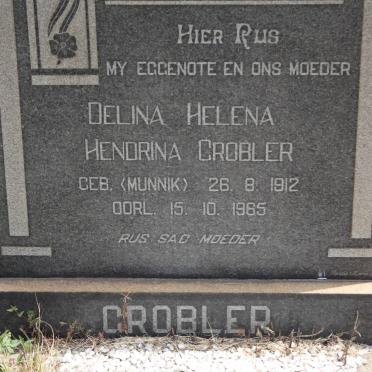 HIER RUS
MY EGGENOTE EN ONS MOEDER
DELINA HELENA
HENDRINA GROBLER
GEB. (MUNNIK) 26. 8. 1912
OORL. 15. 10. 1965
RUS SAG MOEDER
GROBLER